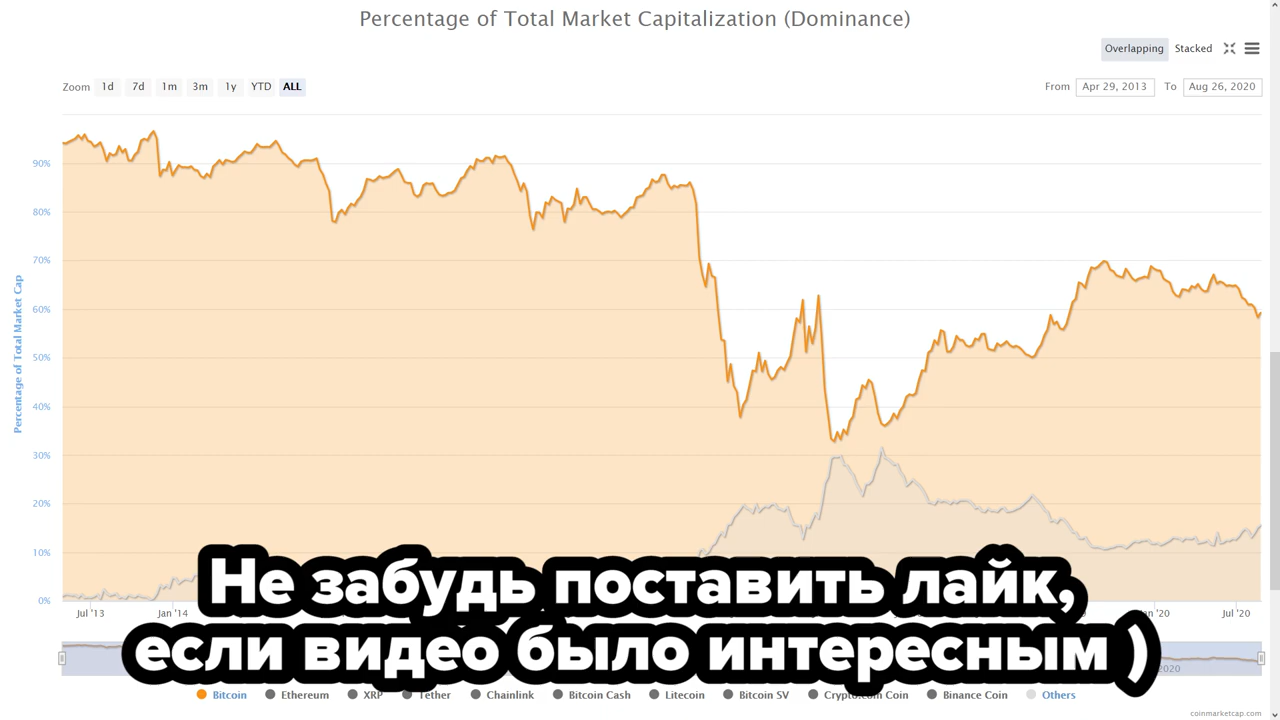 Percentage of Total Market Capitalization (Dominance)
Overlapping Stacked
Zoom 1d 7d 1m 3m 1y YTD ALL
From Apr 29, 2013 To Aug 26, 2020
90%
80%
70%
60%
50%
40%
30%
20%
10%
0%
Percentage of Total Market Cap
Jul '13 Jan '14 Jul '20
Не забудь поставить лайк,
если видео было интересным )
Bitcoin Ethereum XRP Tether Chainlink Bitcoin Cash Litecoin Bitcoin SV Crypto.com Coin Binance Coin Others
coinmarketcap.com